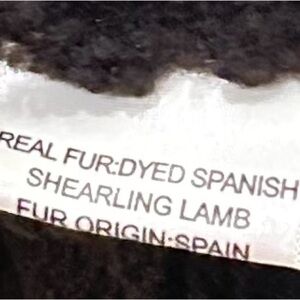 REAL FUR:DYED SPANISH
SHEARLING LAMB
FUR ORIGIN:SPAIN